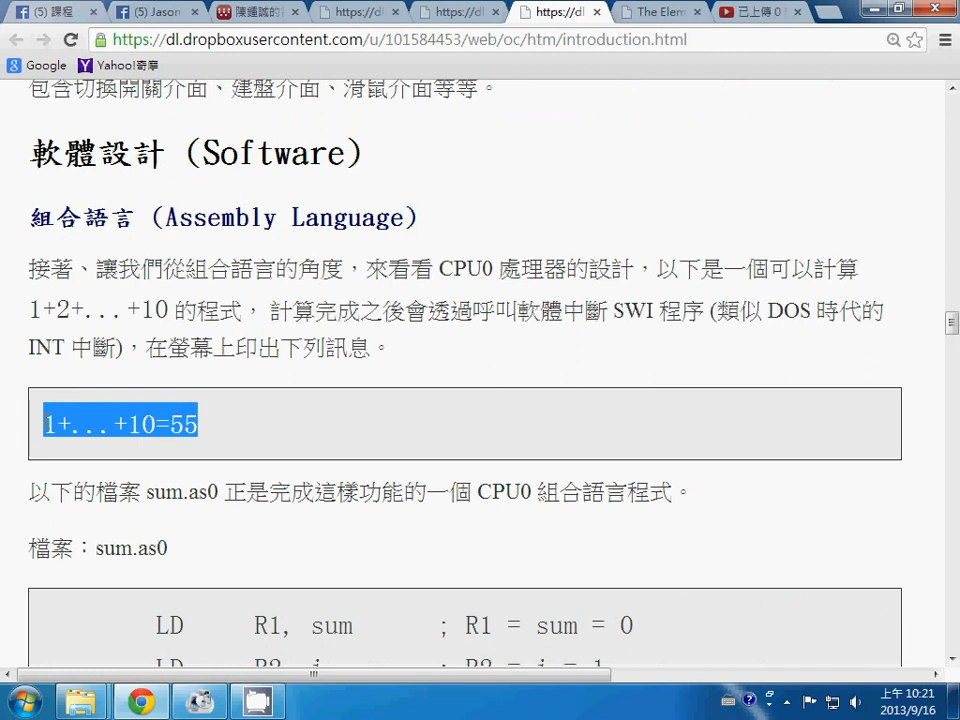 (5) 課程
(5) Jason
陳鍾誠的
https://dl
https://dl
https://dl
The Elem
已上傳 0
https://dl.dropboxusercontent.com/u/101584453/web/oc/htm/introduction.html
Google
Yahoo!奇摩
包含切換開關介面、建盤介面、滑鼠介面等等。
軟體設計 (Software)
組合語言 (Assembly Language)
接著、讓我們從組合語言的角度，來看看 CPU0 處理器的設計，以下是一個可以計算
1+2+...+10 的程式， 計算完成之後會透過呼叫軟體中斷 SWI 程序 (類似 DOS 時代的
INT 中斷)，在螢幕上印出下列訊息。
1+...+10=55
以下的檔案 sum.as0 正是完成這樣功能的一個 CPU0 組合語言程式。
檔案：sum.as0
LD R1, sum ; R1 = sum = 0
LD R2, i ; R2 = i = 1
上午 10:21
2013/9/16